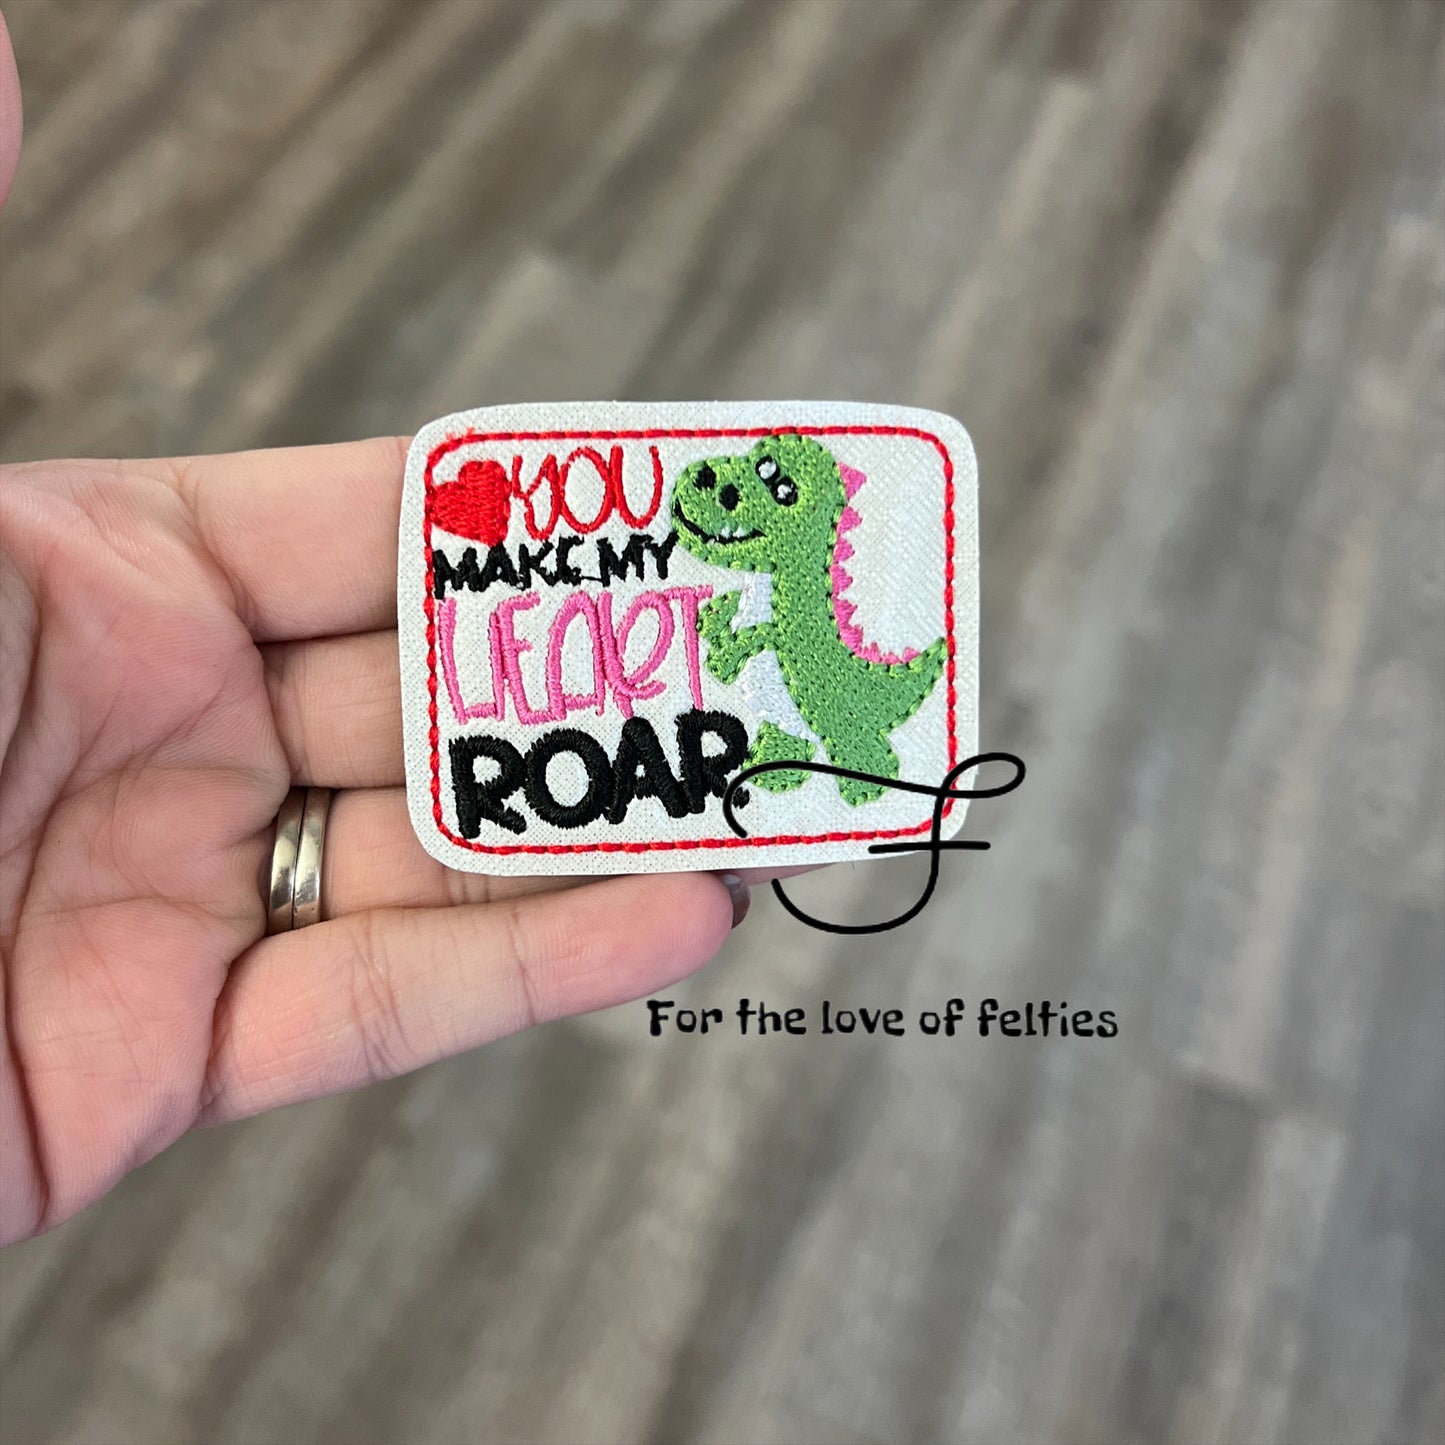 YOU
MAKE MY
HEART
ROAR.
For the love of felties